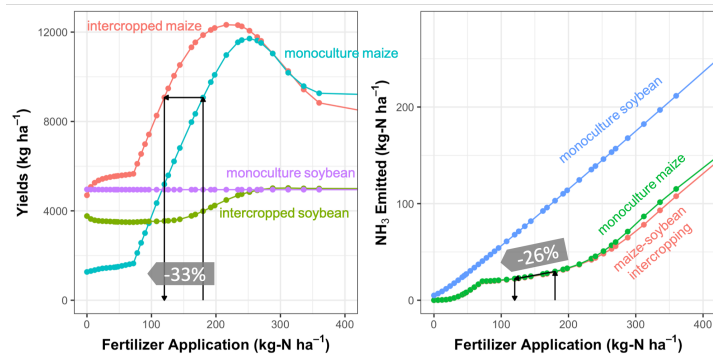 intercropped maize
monoculture maize
monoculture soybean
intercropped soybean
-33%
12000
8000
4000
0
Yields (kg ha⁻¹)
0
100
200
300
400
Fertilizer Application (kg-N ha⁻¹)
monoculture soybean
monoculture maize
maize-soybean
intercropping
-26%
200
100
0
NH₃ Emitted (kg-N ha⁻¹)
0
100
200
300
400
Fertilizer Application (kg-N ha⁻¹)